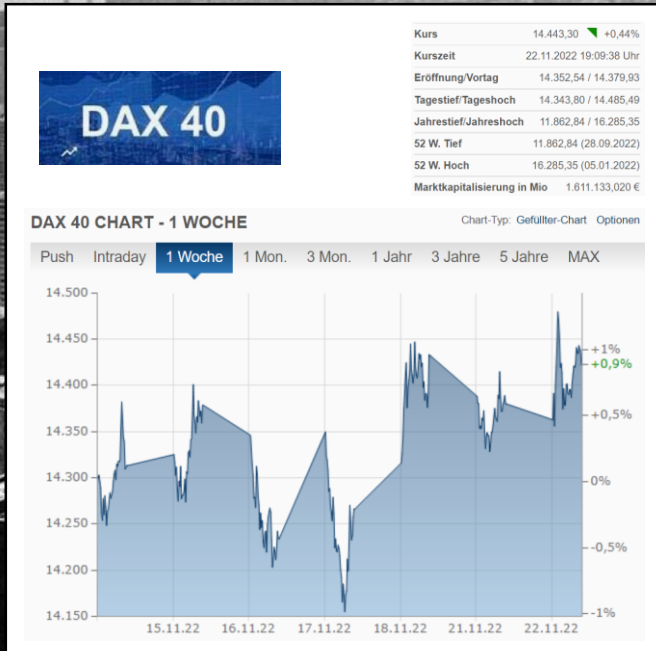 DAX 40
Kurs 14.443,30 +0,44%
Kurszeit 22.11.2022 19:09:38 Uhr
Eröffnung/Vortag 14.352,54 / 14.379,93
Tagestief/Tageshoch 14.343,80 / 14.485,49
Jahrestief/Jahreshoch 11.862,84 / 16.285,35
52 W. Tief 11.862,84 (28.09.2022)
52 W. Hoch 16.285,35 (05.01.2022)
Marktkapitalisierung in Mio 1.611.133,020 €
DAX 40 CHART - 1 WOCHE Chart-Typ: Gefüllter-Chart Optionen
Push Intraday 1 Woche 1 Mon. 3 Mon. 1 Jahr 3 Jahre 5 Jahre MAX
14.500
14.450
14.400
14.350
14.300
14.250
14.200
14.150
+1%
+0,9%
+0,5%
0%
-0,5%
-1%
15.11.22 16.11.22 17.11.22 18.11.22 21.11.22 22.11.22